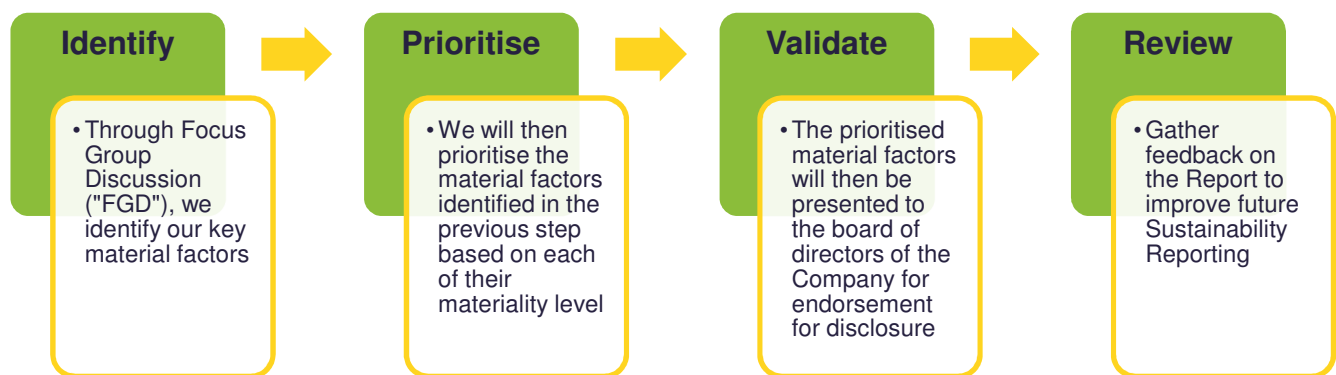 Identify
• Through Focus
Group
Discussion
("FGD"), we
identify our key
material factors
Prioritise
• We will then
prioritise the
material factors
identified in the
previous step
based on each
of their
materiality level
Validate
• The prioritised
material factors
will then be
presented to
the board of
directors of the
Company for
endorsement
for disclosure
Review
• Gather
feedback on
the Report to
improve future
Sustainability
Reporting